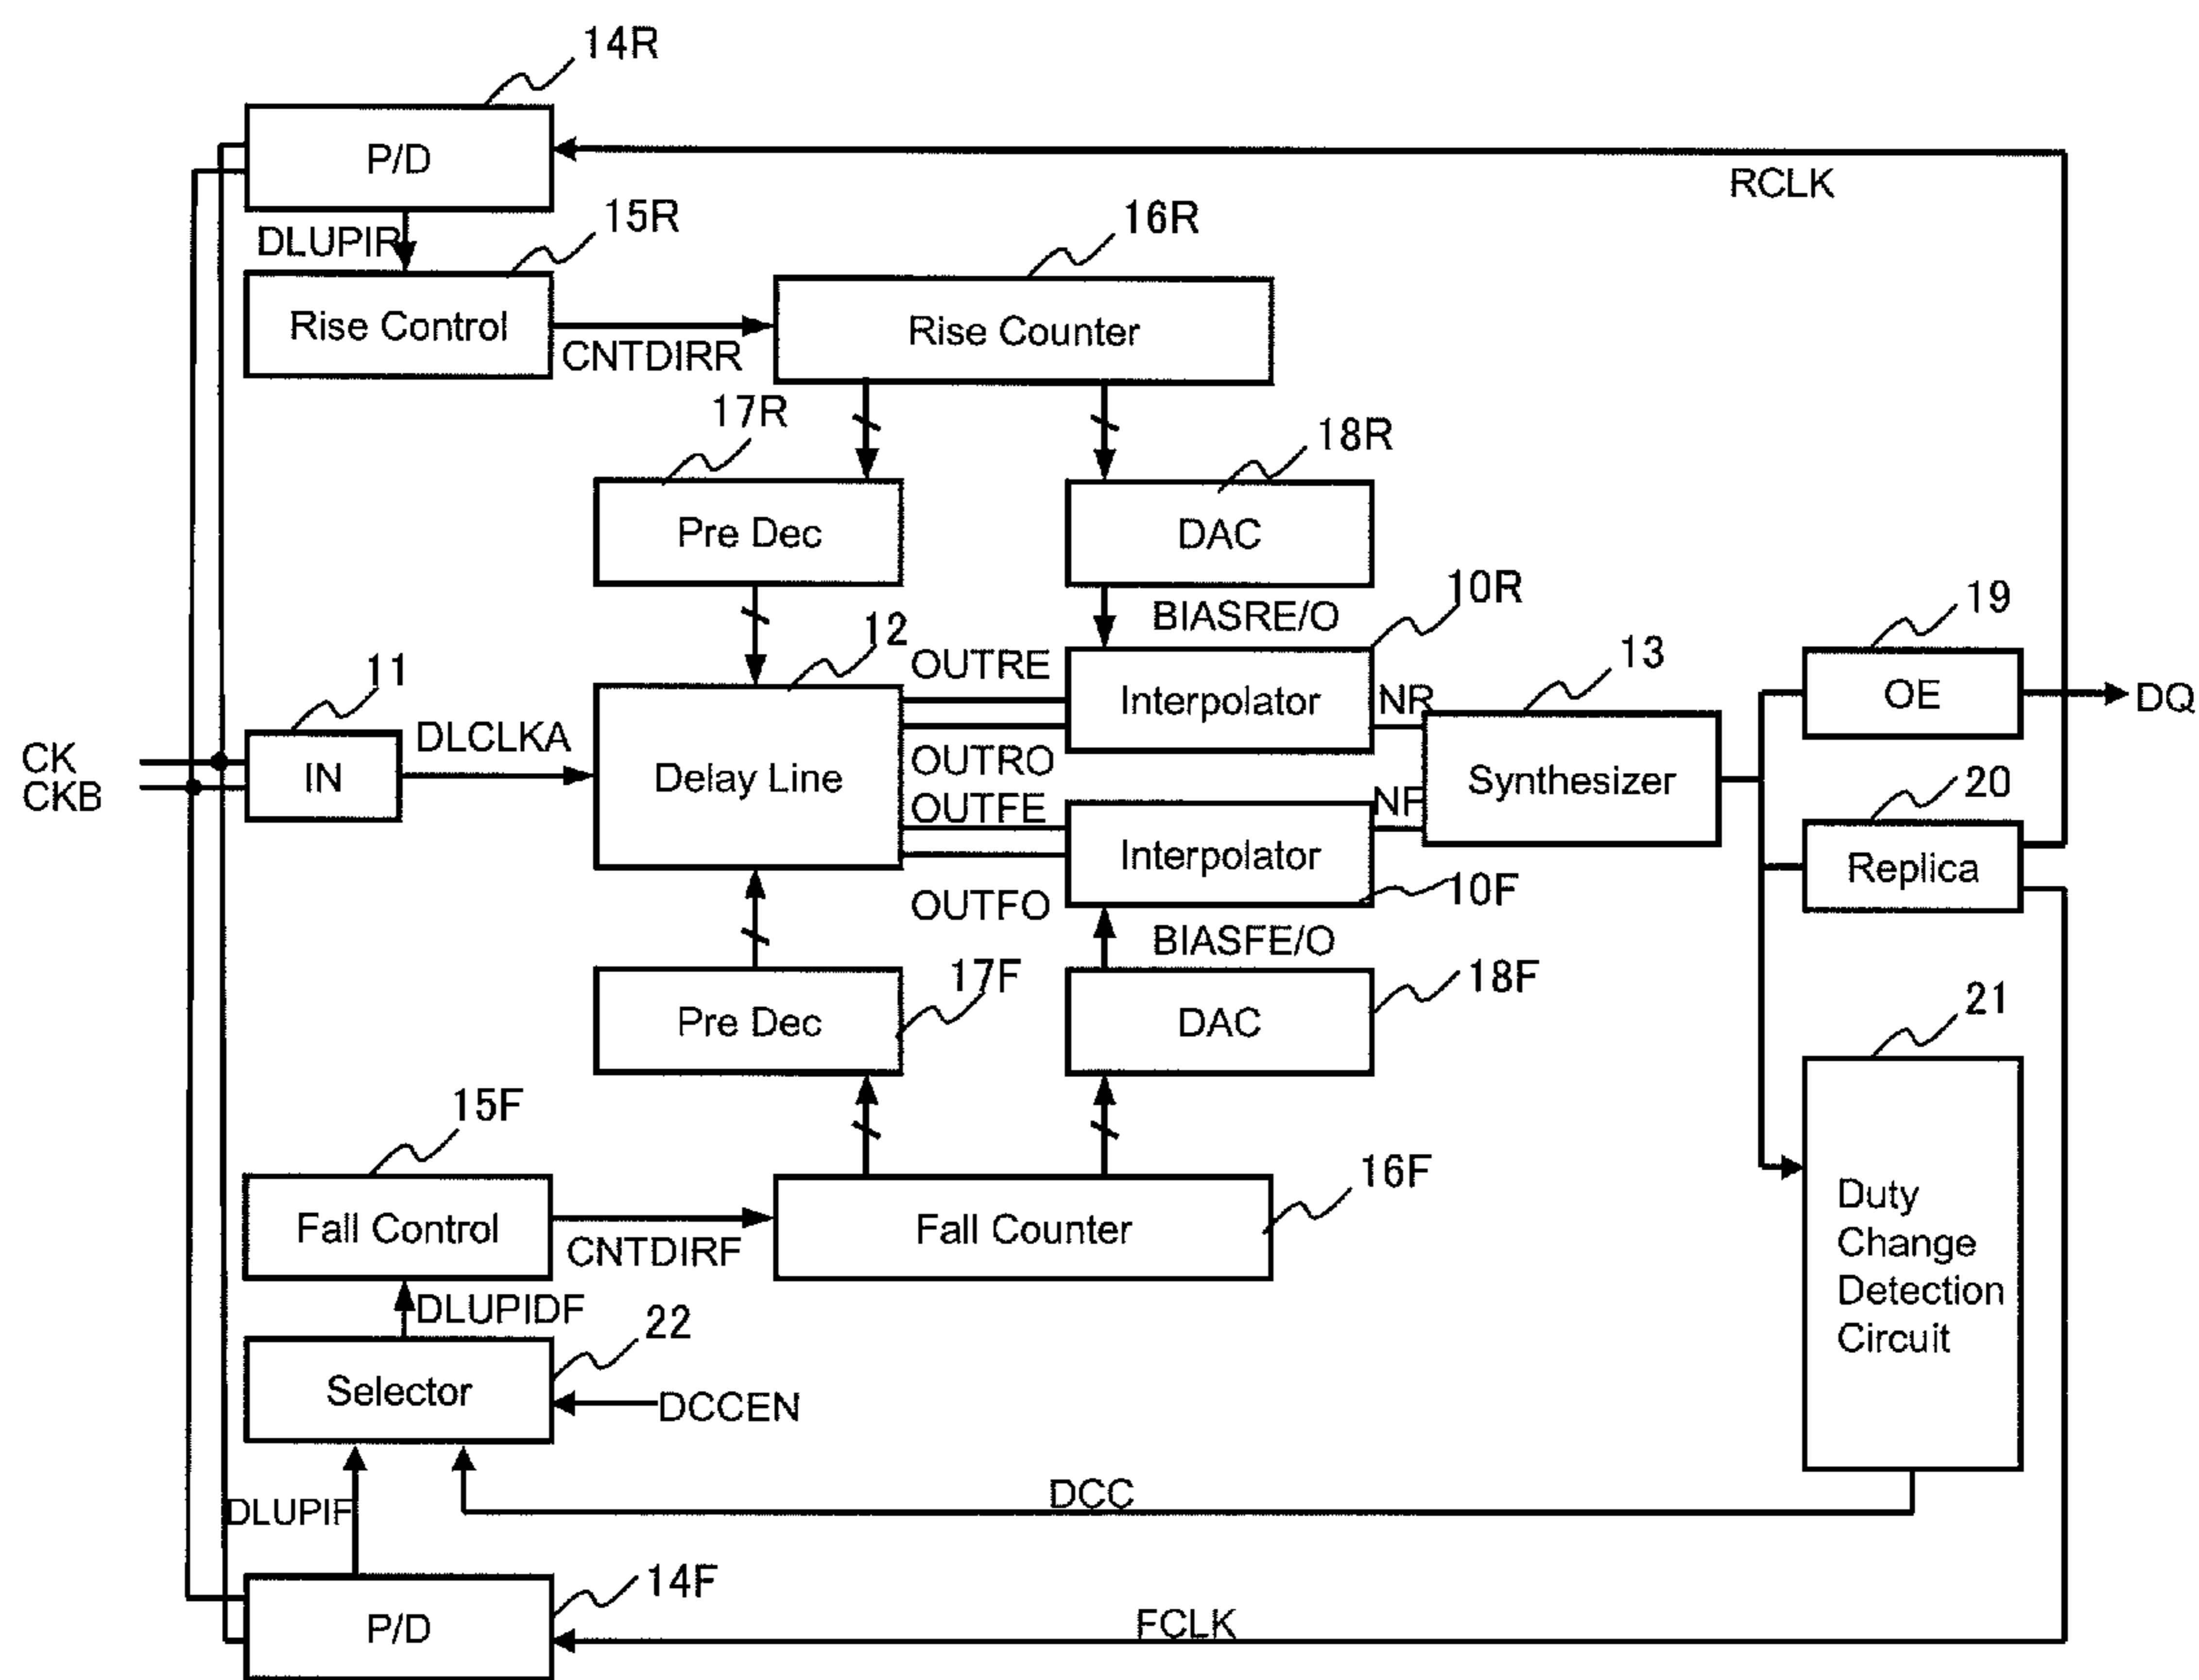 14R
P/D
RCLK
DLUPIR
15R
16R
Rise Control
CNTDIRR
Rise Counter
17R
18R
Pre Dec
DAC
BIASRE/O
10R
12
OUTRE
Interpolator
NR
13
19
OE
DQ
11
DLCLKA
CK
CKB
IN
Delay Line
OUTRO
OUTFE
NF
Synthesizer
20
Replica
Interpolator
10F
OUTFO
BIASFE/O
17F
18F
Pre Dec
DAC
21
Duty
Change
Detection
Circuit
15F
16F
Fall Control
CNTDIRF
Fall Counter
DLUPIDF
22
Selector
DCCEN
DLUPIF
DCC
14F
P/D
FCLK